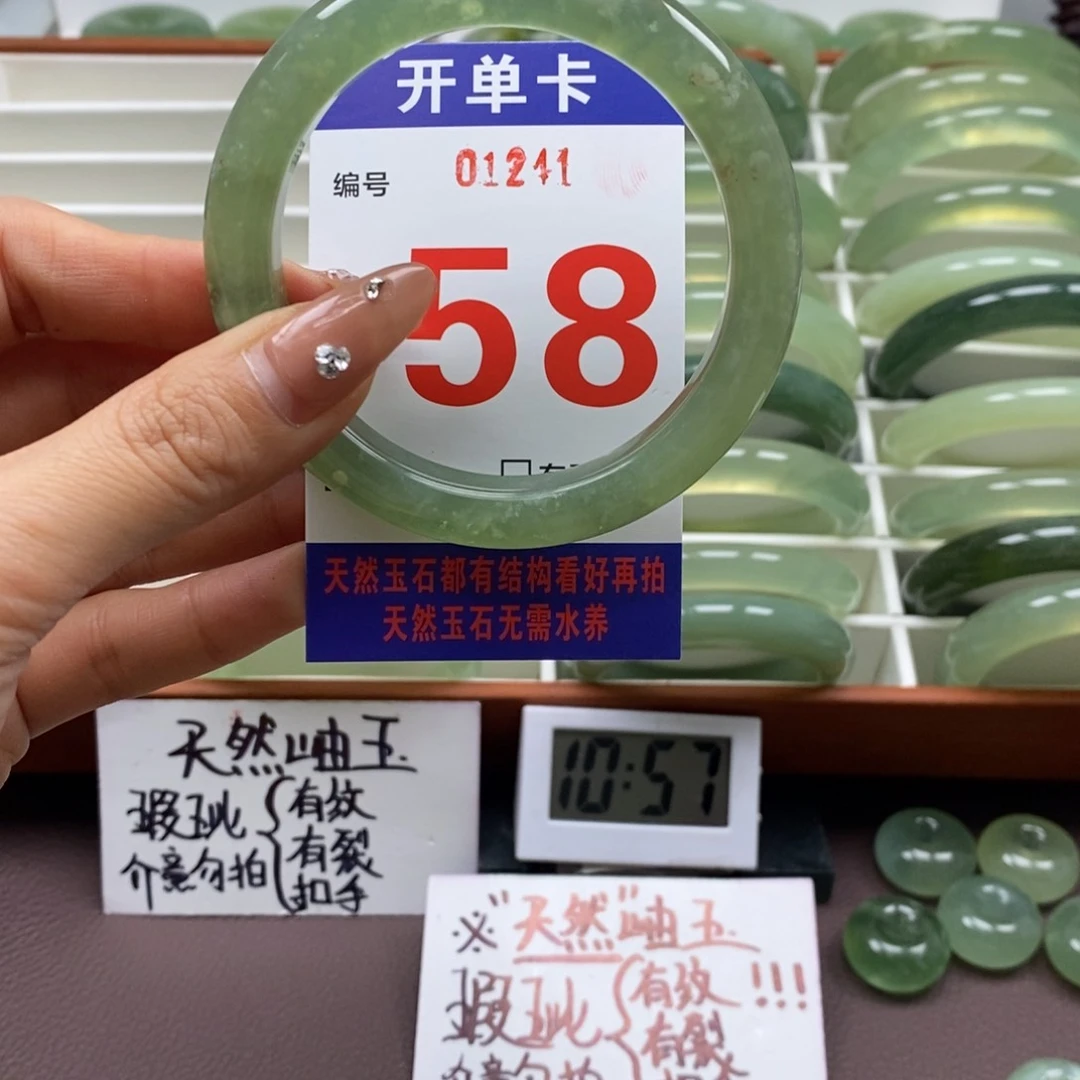 开单卡
编号 01241
58
天然玉石都有结构看好再拍
天然玉石无需水养
天然岫玉
瑕玼
有纹
有裂
扣手
介意勿拍
10:57
※"天然"岫玉
瑕玼
有纹
!!!
有裂